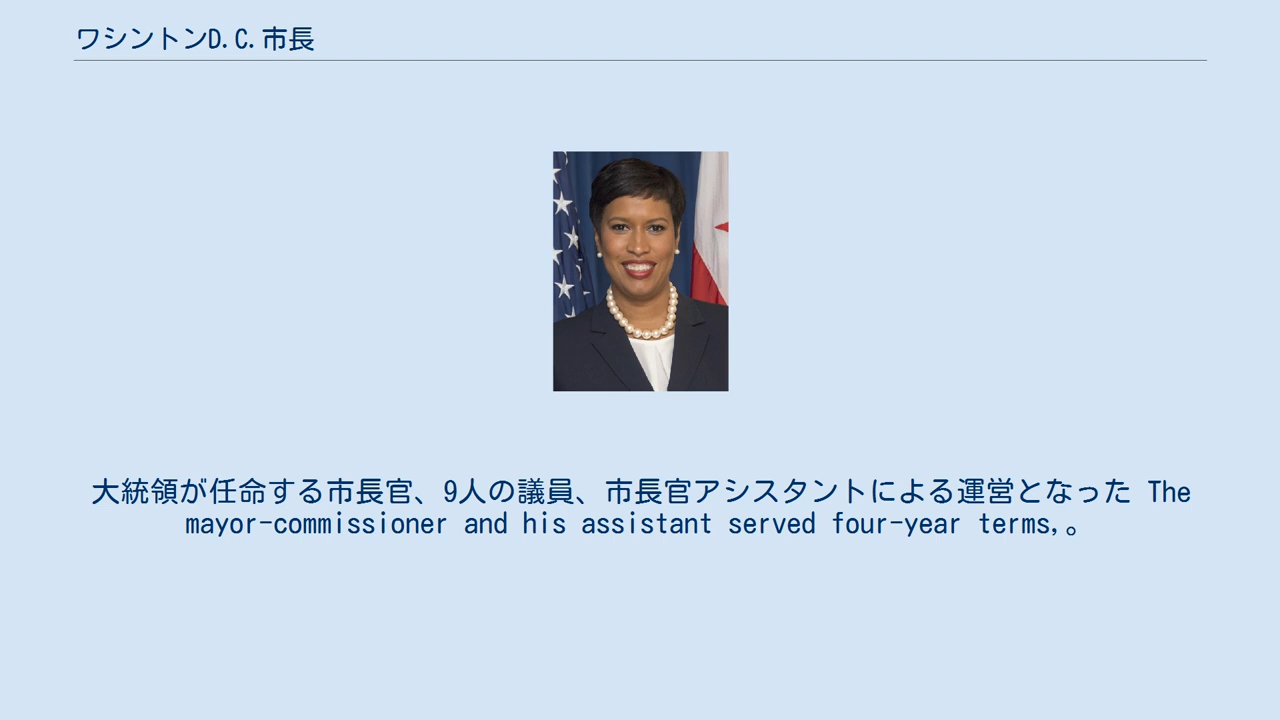 ワシントンD.C.市長
大統領が任命する市長官、9人の議員、市長官アシスタントによる運営となった The
mayor-commissioner and his assistant served four-year terms,。